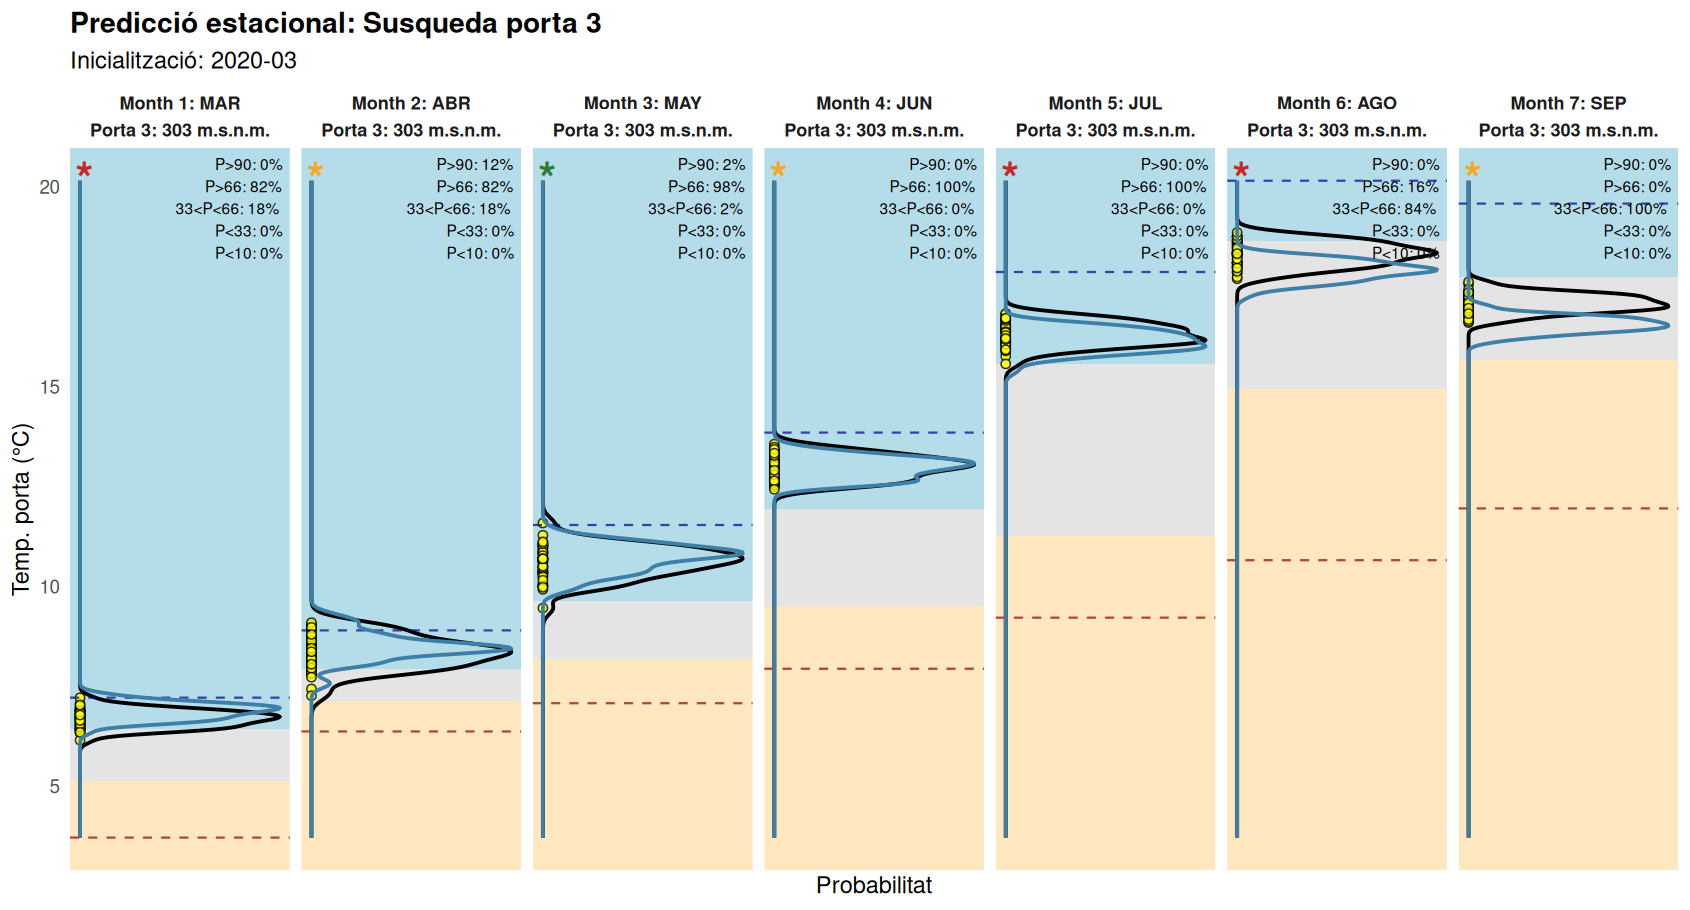 Predicció estacional: Susqueda porta 3
Inicialització: 2020-03
Month 1: MAR
Porta 3: 303 m.s.n.m.
Month 2: ABR
Porta 3: 303 m.s.n.m.
Month 3: MAY
Porta 3: 303 m.s.n.m.
Month 4: JUN
Porta 3: 303 m.s.n.m.
Month 5: JUL
Porta 3: 303 m.s.n.m.
Month 6: AGO
Porta 3: 303 m.s.n.m.
Month 7: SEP
Porta 3: 303 m.s.n.m.
*
P>90: 0%
P>66: 82%
33<P<66: 18%
P<33: 0%
P<10: 0%
*
P>90: 12%
P>66: 82%
33<P<66: 18%
P<33: 0%
P<10: 0%
*
P>90: 2%
P>66: 98%
33<P<66: 2%
P<33: 0%
P<10: 0%
*
P>90: 0%
P>66: 100%
33<P<66: 0%
P<33: 0%
P<10: 0%
*
P>90: 0%
P>66: 100%
33<P<66: 0%
P<33: 0%
P<10: 0%
*
P>90: 0%
P>66: 16%
33<P<66: 84%
P<33: 0%
P<10: 0%
*
P>90: 0%
P>66: 0%
33<P<66: 100%
P<33: 0%
P<10: 0%
20
15
10
5
Temp. porta (°C)
Probabilitat